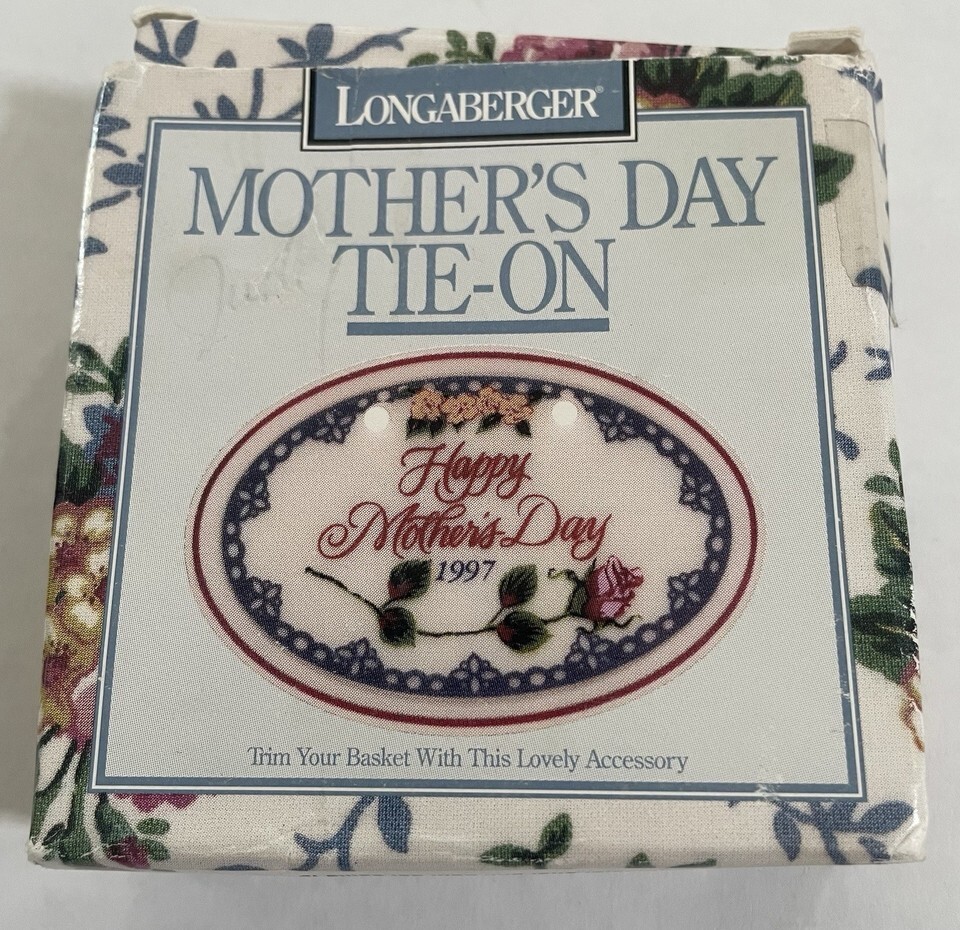 LONGABERGER®
MOTHER'S DAY
TIE-ON
Happy
Mother's Day
1997
Trim Your Basket With This Lovely Accessory